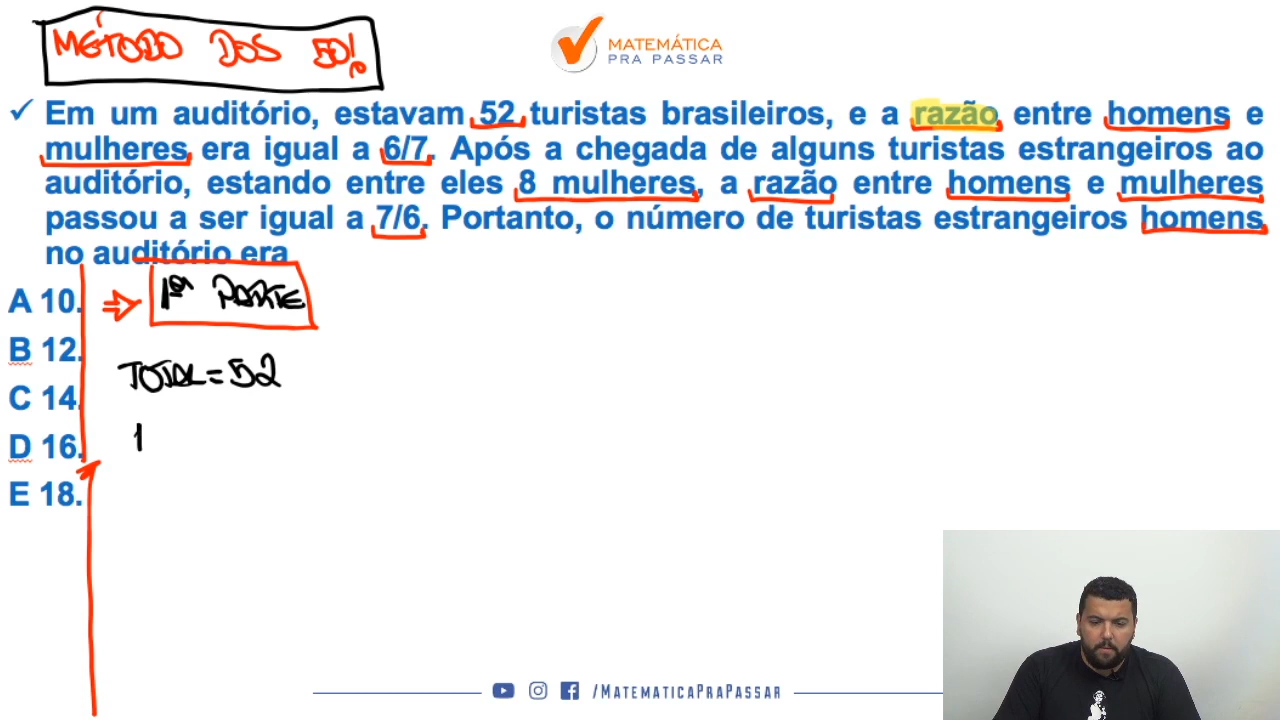 MÉTODO DOS 50!
MATEMÁTICA
PRA PASSAR
✓ Em um auditório, estavam 52 turistas brasileiros, e a razão entre homens e
mulheres era igual a 6/7. Após a chegada de alguns turistas estrangeiros ao
auditório, estando entre eles 8 mulheres, a razão entre homens e mulheres
passou a ser igual a 7/6. Portanto, o número de turistas estrangeiros homens
no auditório era
A 10.
B 12.
C 14.
D 16.
E 18.
⇒ 1ª PARTE
TOTAL = 52
/MATEMATICAPRAPASSAR